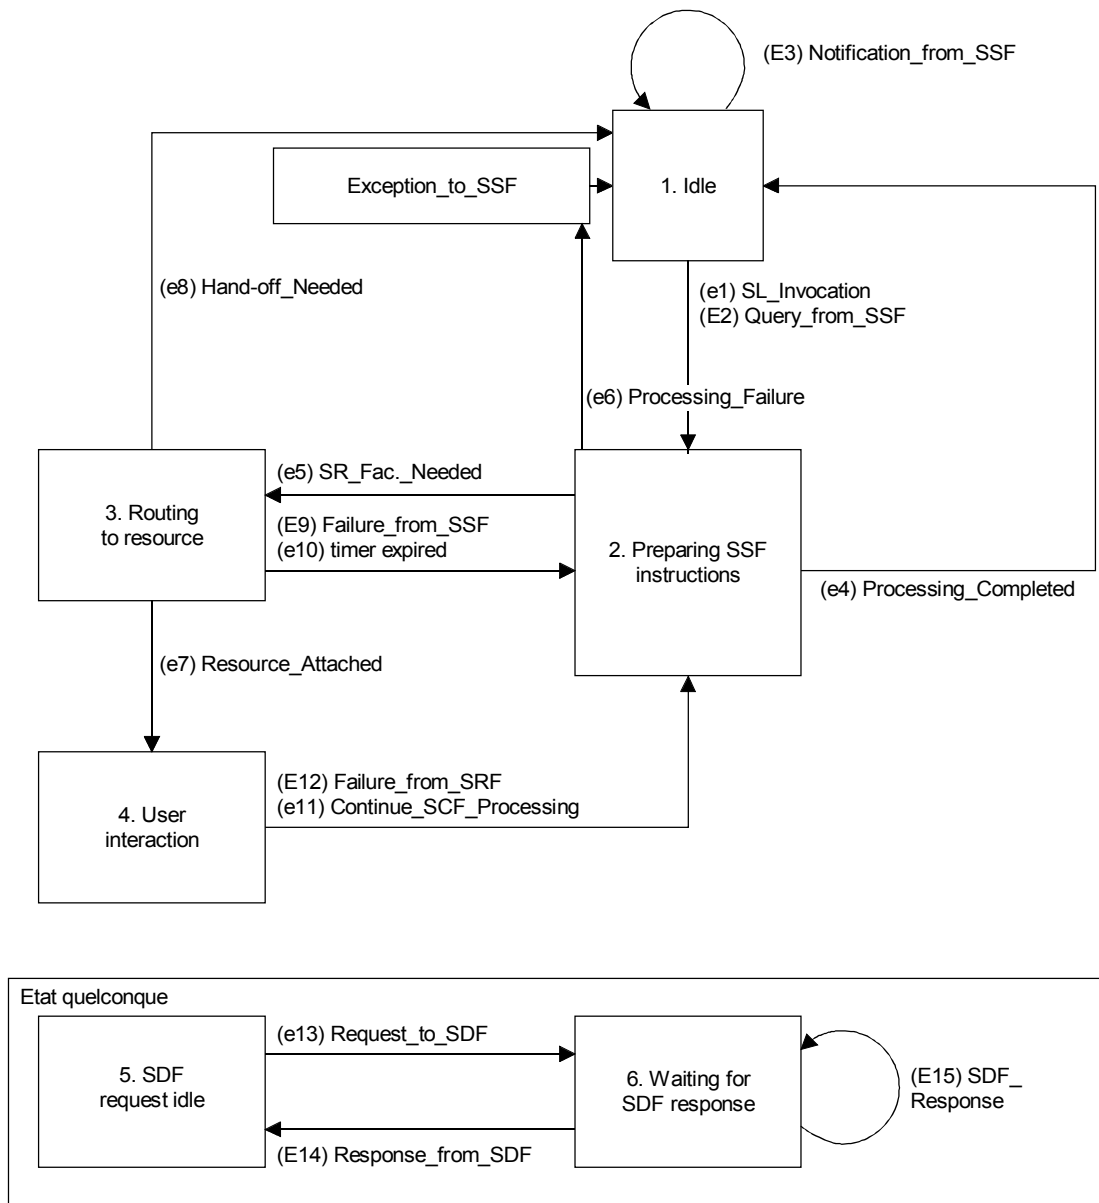 (E3) Notification_from_SSF
Exception_to_SSF
1. Idle
(e8) Hand-off_Needed
(e1) SL_Invocation
(E2) Query_from_SSF
(e6) Processing_Failure
(e5) SR_Fac._Needed
3. Routing
to resource
(E9) Failure_from_SSF
(e10) timer expired
2. Preparing SSF
instructions
(e4) Processing_Completed
(e7) Resource_Attached
4. User
interaction
(E12) Failure_from_SRF
(e11) Continue_SCF_Processing
Etat quelconque
(e13) Request_to_SDF
5. SDF
request idle
6. Waiting for
SDF response
(E15) SDF_
Response
(E14) Response_from_SDF